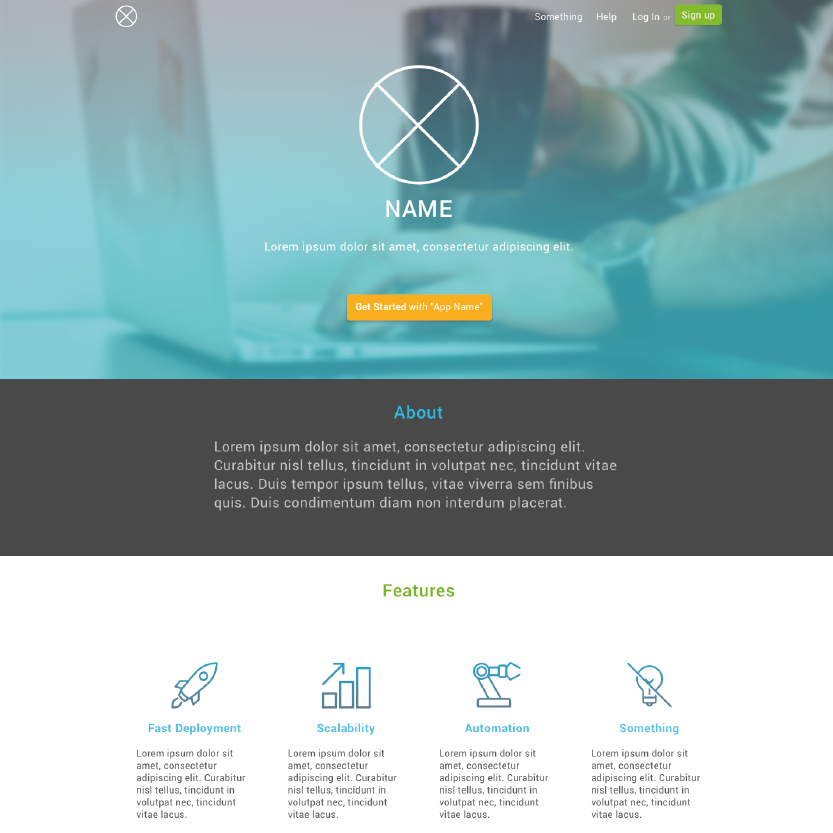 Something Help Log In or Sign up
NAME
Lorem ipsum dolor sit amet, consectetur adipiscing elit.
Get Started with “App Name”
About
Lorem ipsum dolor sit amet, consectetur adipiscing elit.
Curabitur nisl tellus, tincidunt in volutpat nec, tincidunt vitae
lacus. Duis tempor ipsum tellus, vitae viverra sem finibus
quis. Duis condimentum diam non interdum placerat.
Features
Fast Deployment
Lorem ipsum dolor sit
amet, consectetur
adipiscing elit. Curabitur
nisl tellus, tincidunt in
volutpat nec, tincidunt
vitae lacus.
Scalability
Lorem ipsum dolor sit
amet, consectetur
adipiscing elit. Curabitur
nisl tellus, tincidunt in
volutpat nec, tincidunt
vitae lacus.
Automation
Lorem ipsum dolor sit
amet, consectetur
adipiscing elit. Curabitur
nisl tellus, tincidunt in
volutpat nec, tincidunt
vitae lacus.
Something
Lorem ipsum dolor sit
amet, consectetur
adipiscing elit. Curabitur
nisl tellus, tincidunt in
volutpat nec, tincidunt
vitae lacus.